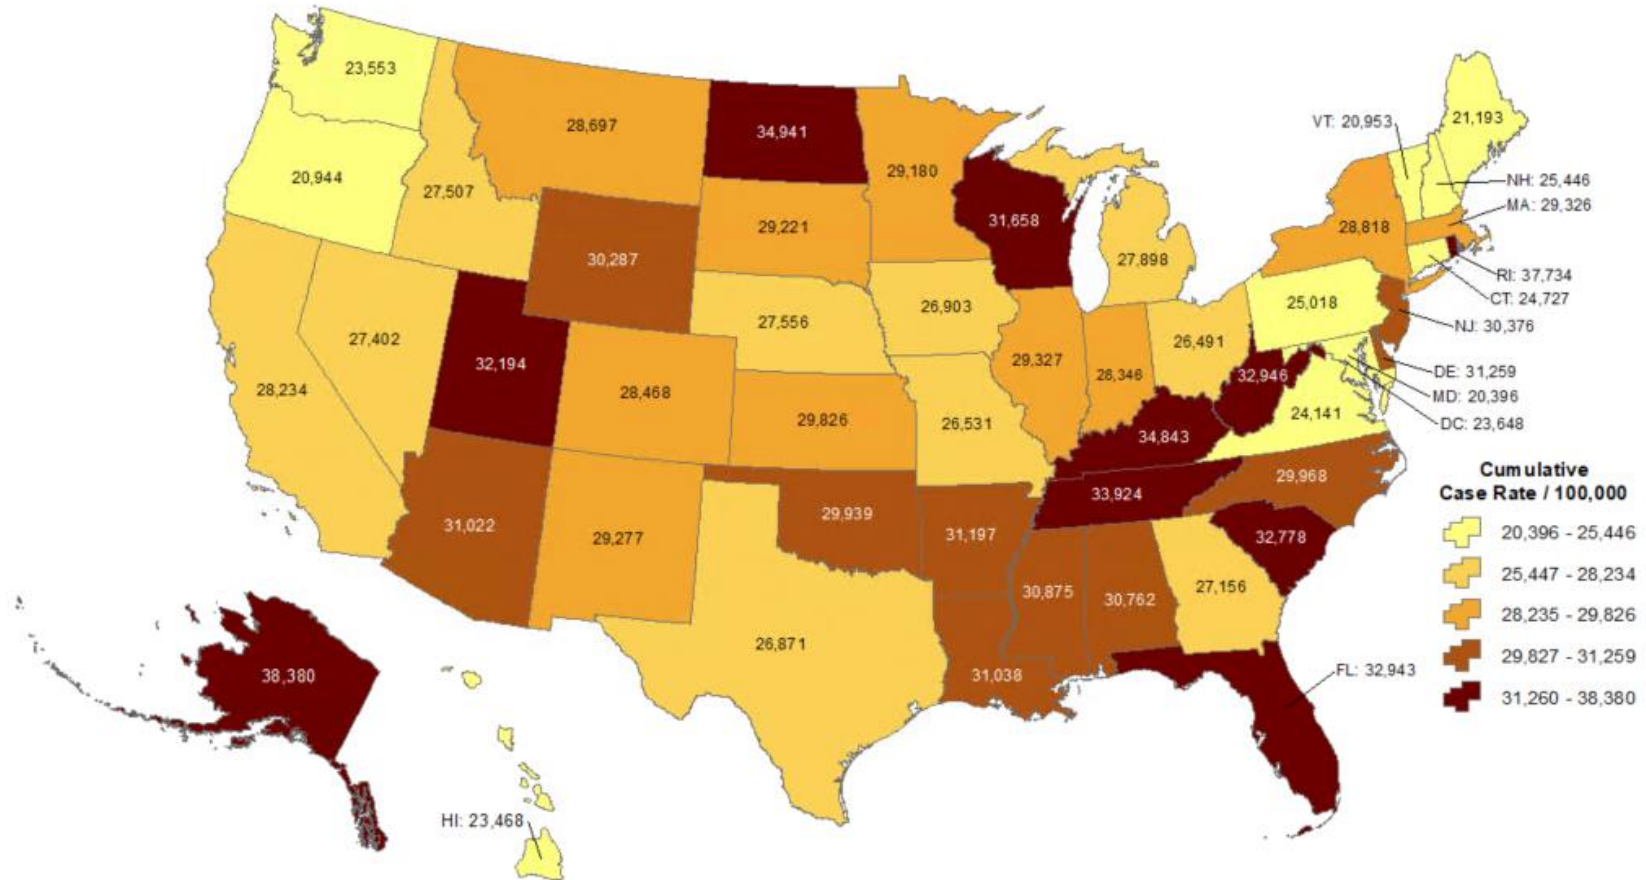 23,553
28,697
34,941
29,180
VT: 20,953
21,193
20,944
27,507
29,221
31,658
27,898
28,818
NH: 25,446
MA: 29,326
30,287
27,556
26,903
25,018
RI: 37,734
CT: 24,727
NJ: 30,376
27,402
32,194
28,468
29,327
28,346
26,491
32,946
DE: 31,259
MD: 20,396
DC: 23,648
28,234
29,826
26,531
34,843
24,141
31,022
29,277
29,939
31,197
33,924
29,968
32,778
30,875
30,762
27,156
26,871
31,038
FL: 32,943
38,380
HI: 23,468
Cumulative
Case Rate / 100,000
20,396 - 25,446
25,447 - 28,234
28,235 - 29,826
29,827 - 31,259
31,260 - 38,380